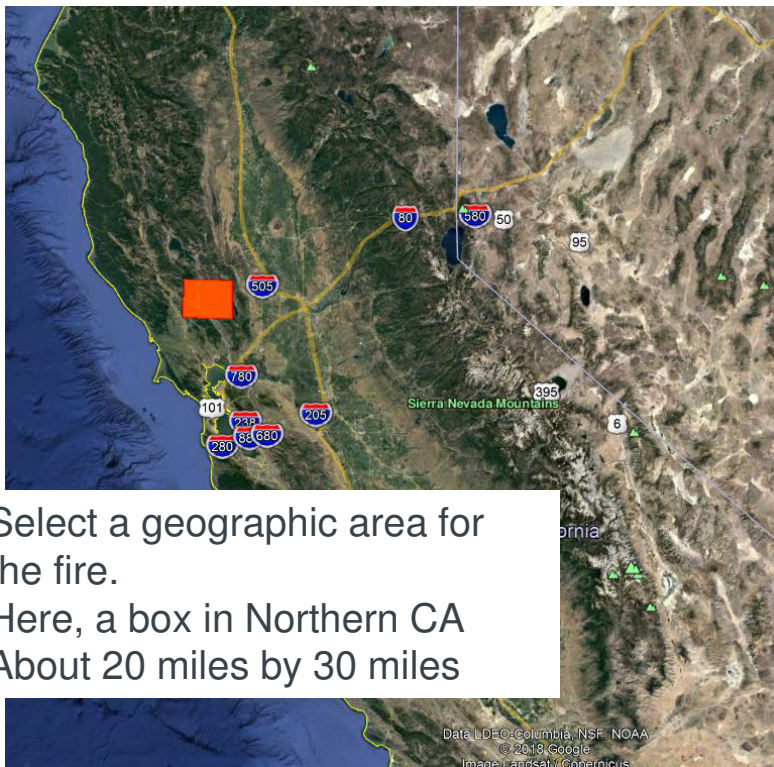 80
580
50
95
505
780
395
101
Sierra Nevada Mountains
238
205
6
680
280
Select a geographic area for
the fire.
Here, a box in Northern CA
About 20 miles by 30 miles
Data LDEO-Columbia, NSF, NOAA
© 2018 Google
Image Landsat / Copernicus